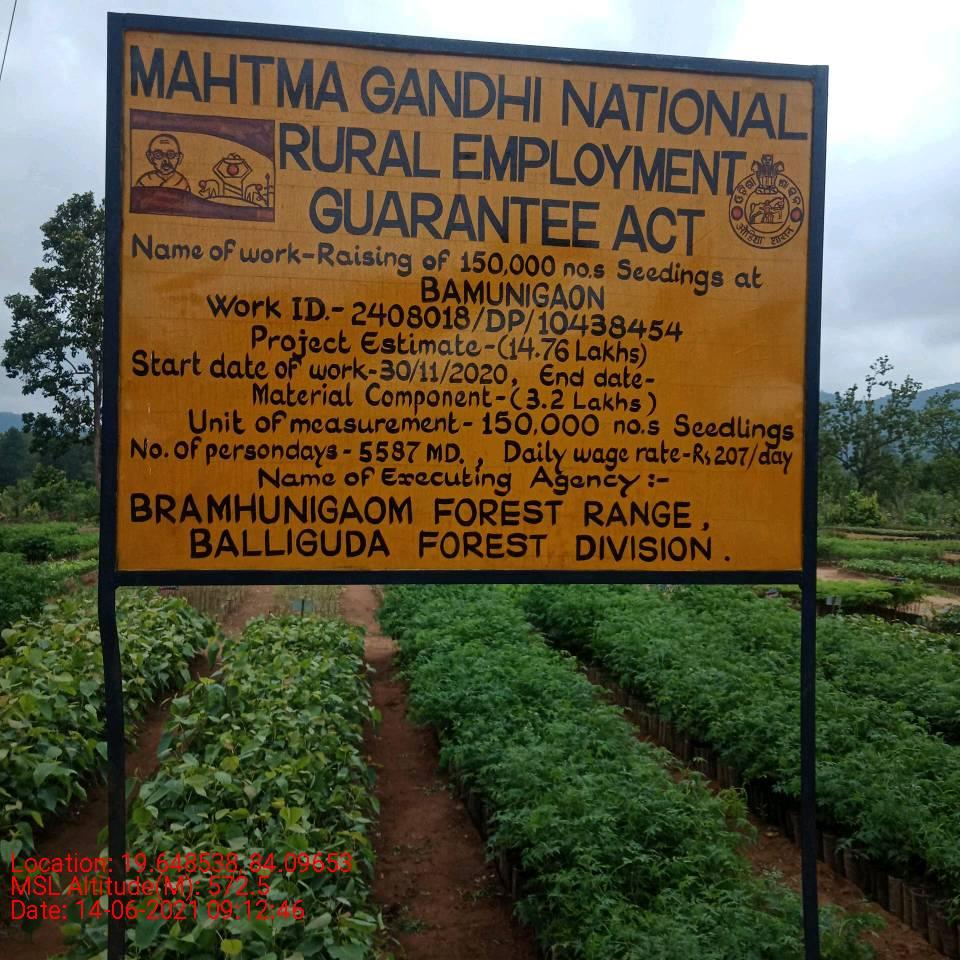 MAHTMA GANDHI NATIONAL
RURAL EMPLOYMENT
GUARANTEE ACT
Name of work-Raising of 150,000 no.s Seedings at
BAMUNIGAON
Work ID.- 2408018/DP/10438454
Project Estimate-(14.76 Lakhs)
Start date of work-30/11/2020, End date-
Material Component-(3.2 Lakhs)
Unit of measurement- 150,000 no.s Seedlings
No. of persondays - 5587 MD. , Daily wage rate-Rs 207/day
Name of Executing Agency:-
BRAMHUNIGAOM FOREST RANGE,
BALLIGUDA FOREST DIVISION.
Location: 19.648538, 84.09653
MSL Altitude(M): 572.5
Date: 14-06-2021 09:12:46